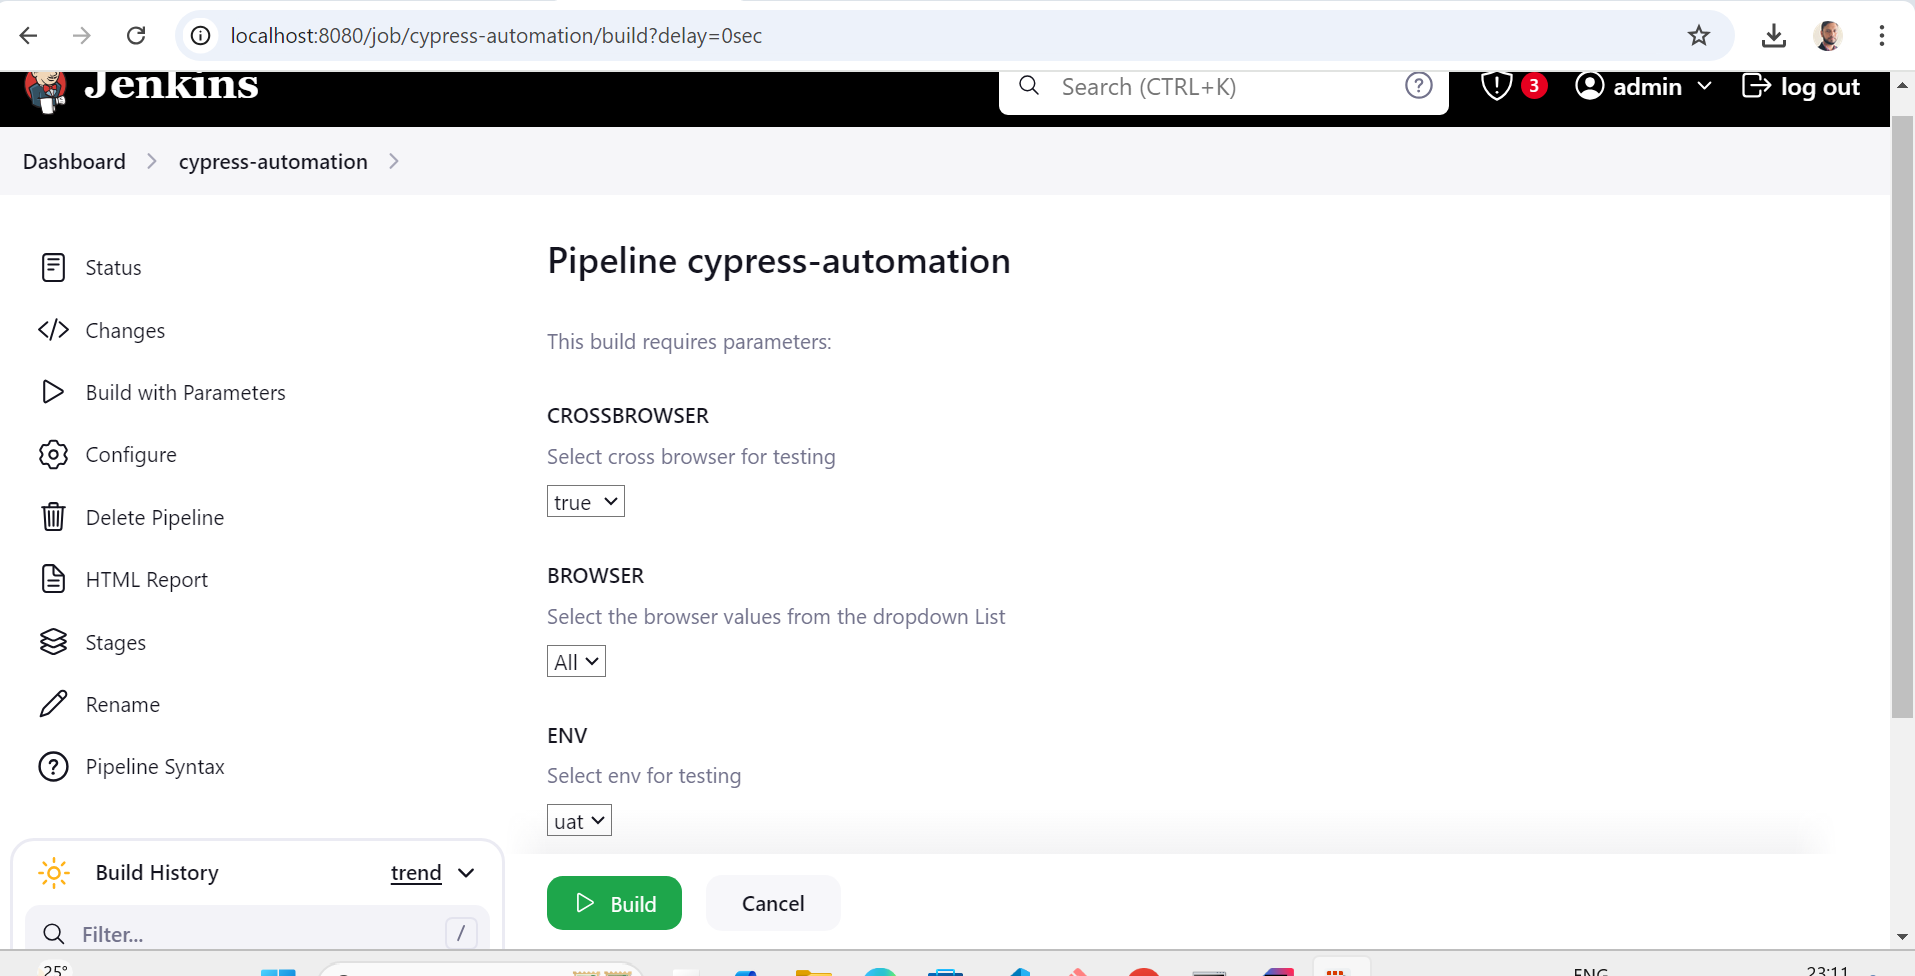 localhost:8080/job/cypress-automation/build?delay=0sec
Jenkins
Search (CTRL+K)
?
3
admin
log out
Dashboard
cypress-automation
Status
Changes
Build with Parameters
Configure
Delete Pipeline
HTML Report
Stages
Rename
Pipeline Syntax
Build History
trend
Filter...
/
Pipeline cypress-automation
This build requires parameters:
CROSSBROWSER
Select cross browser for testing
true
BROWSER
Select the browser values from the dropdown List
All
ENV
Select env for testing
uat
Build
Cancel
25°
ENG
23:11